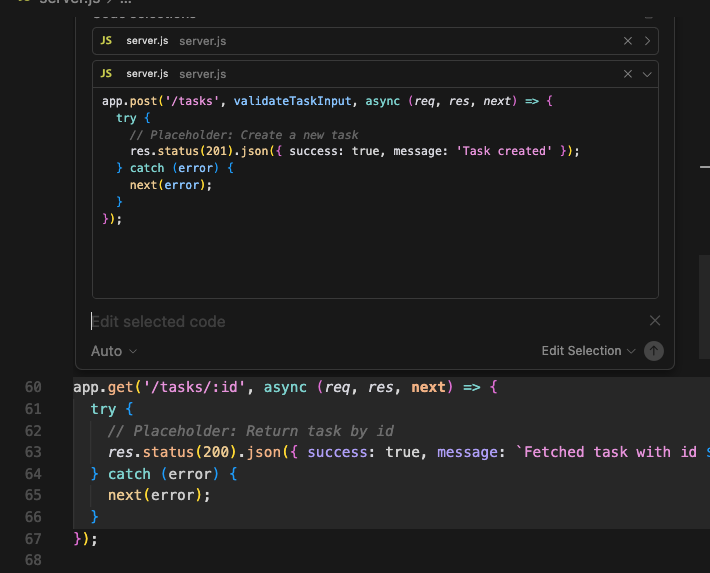 server.js > ...
Code Selections
JS server.js server.js
JS server.js server.js
app.post('/tasks', validateTaskInput, async (req, res, next) => {
try {
// Placeholder: Create a new task
res.status(201).json({ success: true, message: 'Task created' });
} catch (error) {
next(error);
}
});
Edit selected code
Auto
Edit Selection
60 app.get('/tasks/:id', async (req, res, next) => {
61 try {
62 // Placeholder: Return task by id
63 res.status(200).json({ success: true, message: `Fetched task with id $
64 } catch (error) {
65 next(error);
66 }
67 });
68